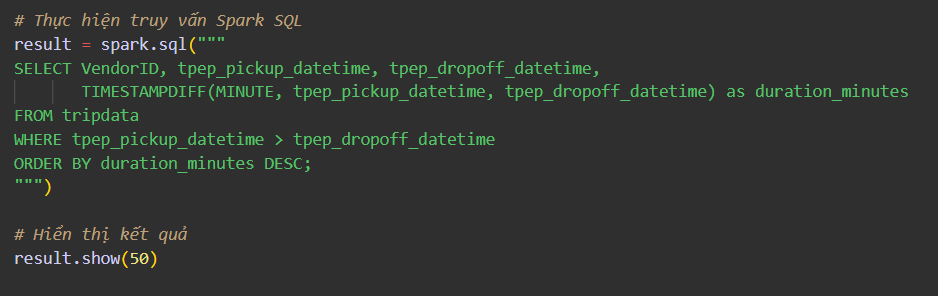 # Thực hiện truy vấn Spark SQL
result = spark.sql("""
SELECT VendorID, tpep_pickup_datetime, tpep_dropoff_datetime,
       TIMESTAMPDIFF(MINUTE, tpep_pickup_datetime, tpep_dropoff_datetime) as duration_minutes
FROM tripdata
WHERE tpep_pickup_datetime > tpep_dropoff_datetime
ORDER BY duration_minutes DESC;
""")

# Hiển thị kết quả
result.show(50)